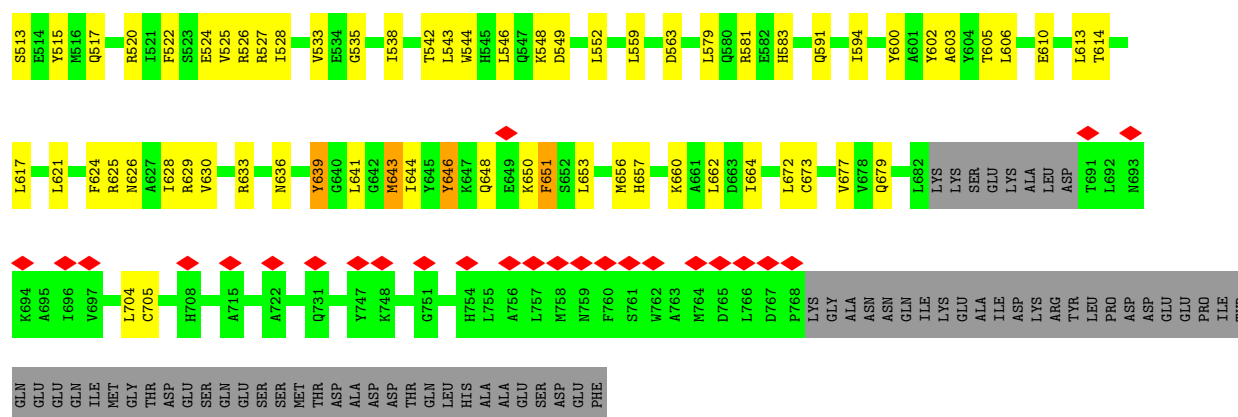 S513 E514 Y515 M516 Q517 R520 I521 F522 S523 E524 V525 R526 R527 I528 V533 E534 G535 I538 T542 L543 W544 H545 L546 Q547 K548 D549 L552 L559 D563 L579 Q580 R581 E582 H583 Q591 I594 Y600 A601 Y602 A603 Y604 T605 L606 E610 L613 T614
L617 L621 F624 R625 N626 A627 I628 R629 V630 R633 N636 Y639 G640 L641 G642 M643 I644 Y645 Y646 K647 Q648 E649 K650 F651 S652 L653 M656 H657 K660 A661 L662 D663 I664 L672 C673 V677 V678 Q679 L682 LYS LYS SER GLU LYS ALA LEU ASP T691 L692 N693
K694 A695 I696 V697 L704 C705 H708 A715 A722 Q731 Y747 K748 G751 H754 L755 A756 L757 M758 N759 F760 S761 W762 A763 M764 D765 L766 D767 P768 LYS GLY ALA ASN ASN GLN ILE LYS GLU ALA ILE ASP LYS ARG TYR LEU PRO ASP ASP GLU GLU PRO ILE
GLN GLU GLU GLN ILE MET GLY THR ASP GLU SER GLN GLU SER SER MET THR ASP ALA ASP ASP THR GLN LEU HIS ALA ALA GLU SER ASP GLU PHE